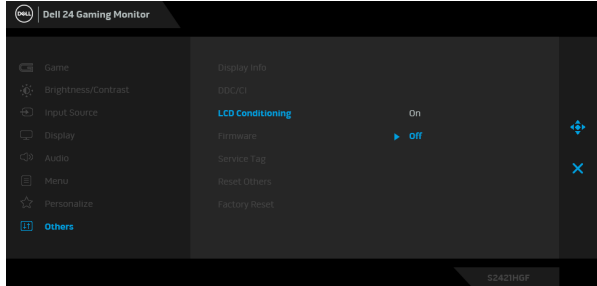 DELL Dell 24 Gaming Monitor
Game
Brightness/Contrast
Input Source
Display
Audio
Menu
Personalize
Others
Display Info
DDC/CI
LCD Conditioning On
Firmware Off
Service Tag
Reset Others
Factory Reset
S2421HGF